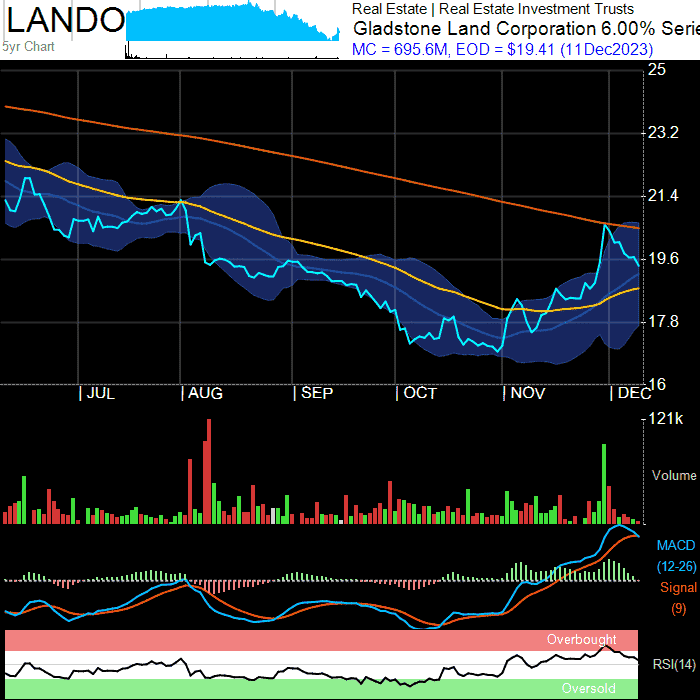 LANDO
5yr Chart
Real Estate | Real Estate Investment Trusts
Gladstone Land Corporation 6.00% Serie
MC = 695.6M, EOD = $19.41 (11Dec2023)
25
23.2
21.4
19.6
17.8
16
JUL AUG SEP OCT NOV DEC
121k
Volume
MACD
(12-26)
Signal
(9)
Overbought
RSI(14)
Oversold